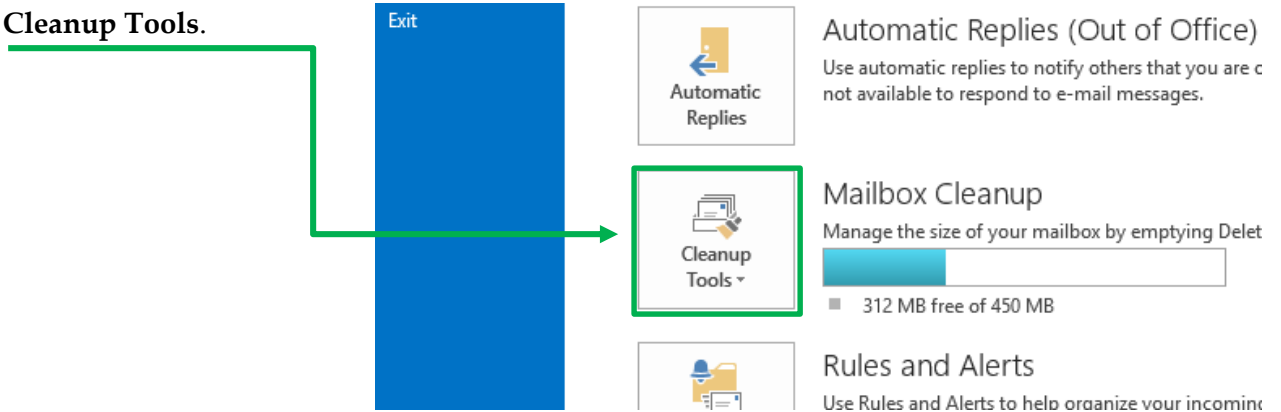 Cleanup Tools.
Exit
Automatic
Replies
Automatic Replies (Out of Office)
Use automatic replies to notify others that you are
not available to respond to e-mail messages.
Cleanup
Tools
Mailbox Cleanup
Manage the size of your mailbox by emptying Delet
312 MB free of 450 MB
Rules and Alerts
Use Rules and Alerts to help organize your incoming